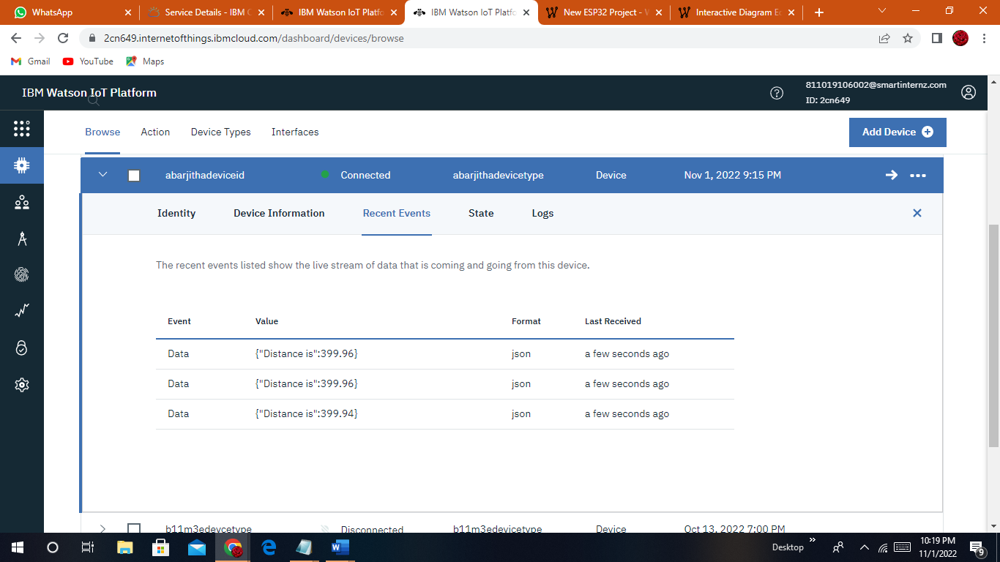 WhatsApp
Service Details - IBM C
IBM Watson IoT Platfo
IBM Watson IoT Platfo
New ESP32 Project - W
Interactive Diagram Ed
2cn649.internetofthings.ibmcloud.com/dashboard/devices/browse
Gmail YouTube Maps
IBM Watson IoT Platform
811019106002@smartinternz.com
ID: 2cn649
Browse Action Device Types Interfaces
Add Device
abarjithadeviceid Connected abarjithadevicetype Device Nov 1, 2022 9:15 PM
Identity Device Information Recent Events State Logs
The recent events listed show the live stream of data that is coming and going from this device.
Event Value Format Last Received
Data {"Distance is":399.96} json a few seconds ago
Data {"Distance is":399.96} json a few seconds ago
Data {"Distance is":399.94} json a few seconds ago
b11m3edevcetype Disconnected b11m3edevicetype Device Oct 13, 2022 7:00 PM
Desktop
10:19 PM
11/1/2022
9